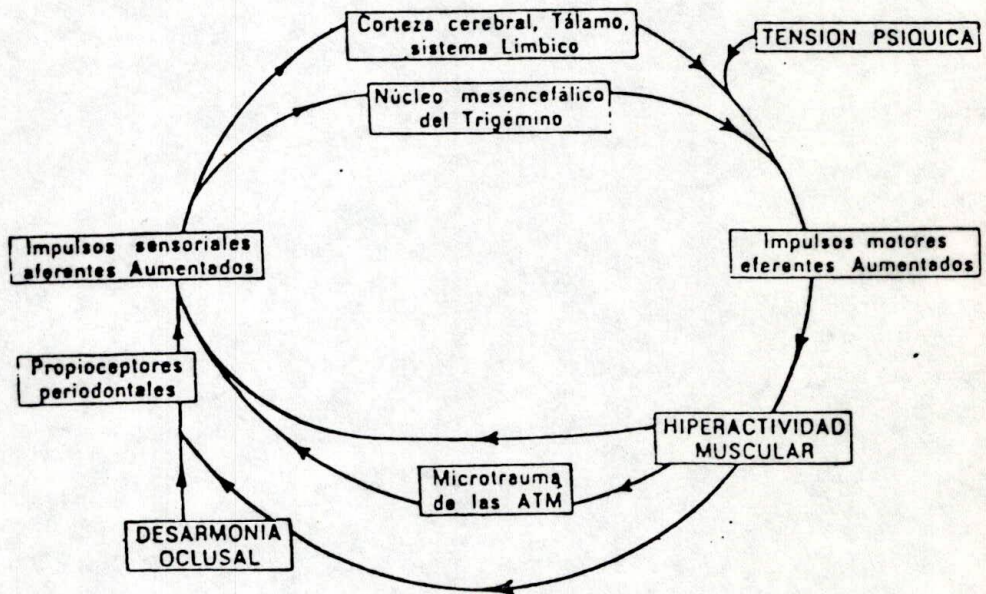 Corteza cerebral, Tálamo,
sistema Limbico
TENSION PSIQUICA
Núcleo mesencefálico
del Trigémino
Impulsos sensoriales
aferentes Aumentados
Impulsos motores
eferentes Aumentados
Propioceptores
periodontales
HIPERACTIVIDAD
MUSCULAR
Microtrauma
de las ATM
DESARMONIA
OCLUSAL